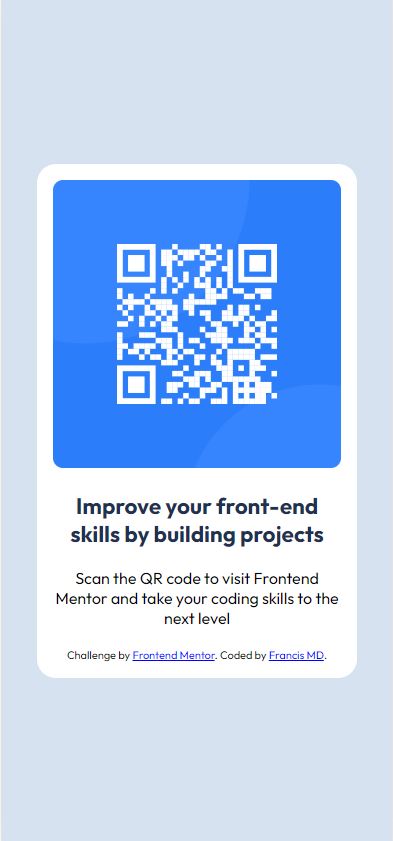 Improve your front-end
skills by building projects
Scan the QR code to visit Frontend
Mentor and take your coding skills to the
next level
Challenge by Frontend Mentor. Coded by Francis MD.